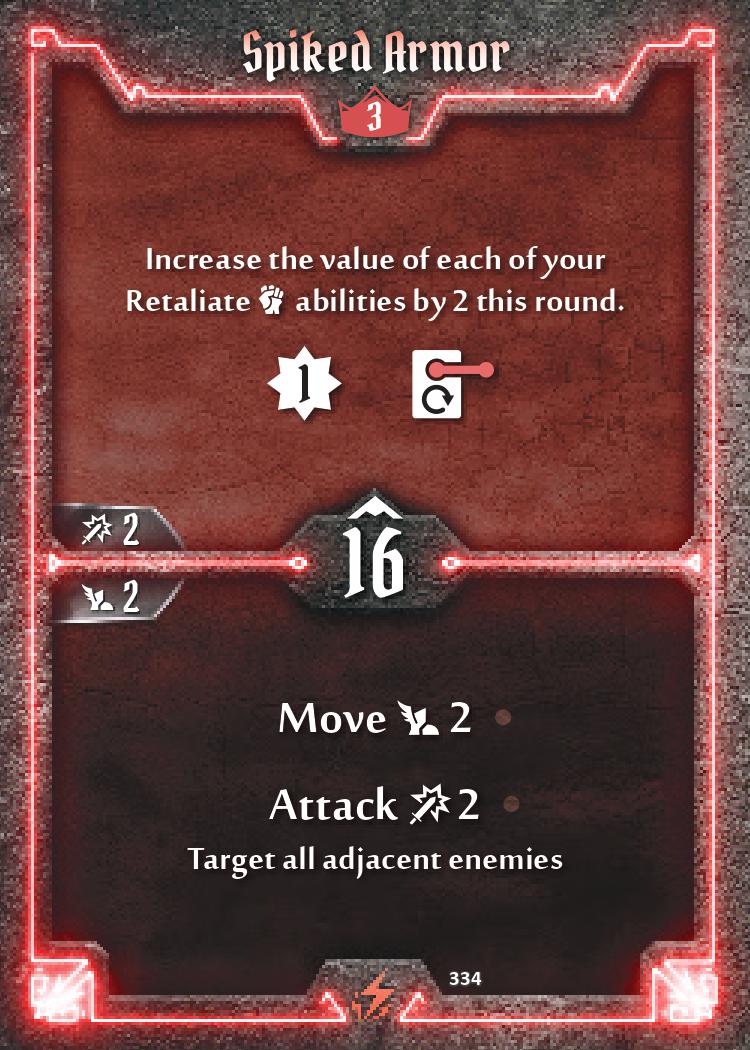 Spiked Armor
3
Increase the value of each of your
Retaliate abilities by 2 this round.
1
2
16
2
Move 2
Attack 2
Target all adjacent enemies
334